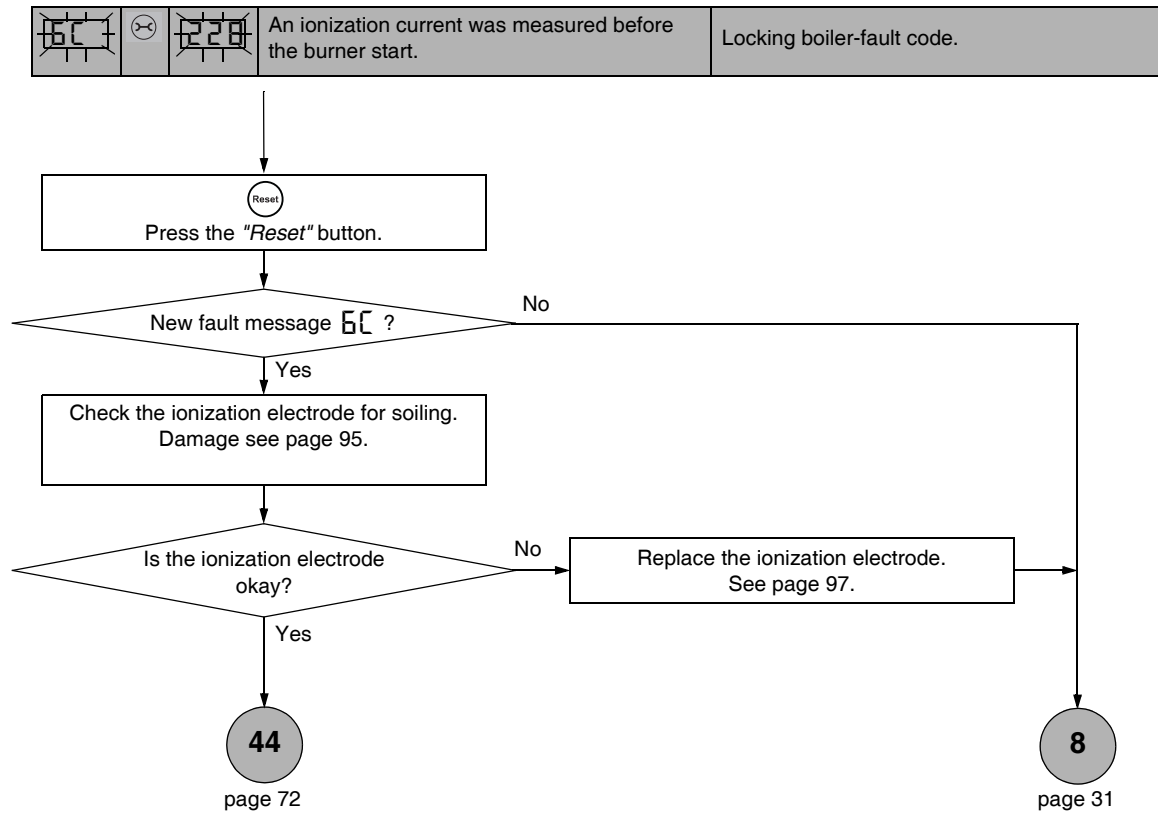 6C 228 An ionization current was measured before
the burner start.
Locking boiler-fault code.
Reset
Press the "Reset" button.
New fault message 6C ?
No
Yes
Check the ionization electrode for soiling.
Damage see page 95.
Is the ionization electrode
okay?
No
Replace the ionization electrode.
See page 97.
Yes
44
page 72
8
page 31